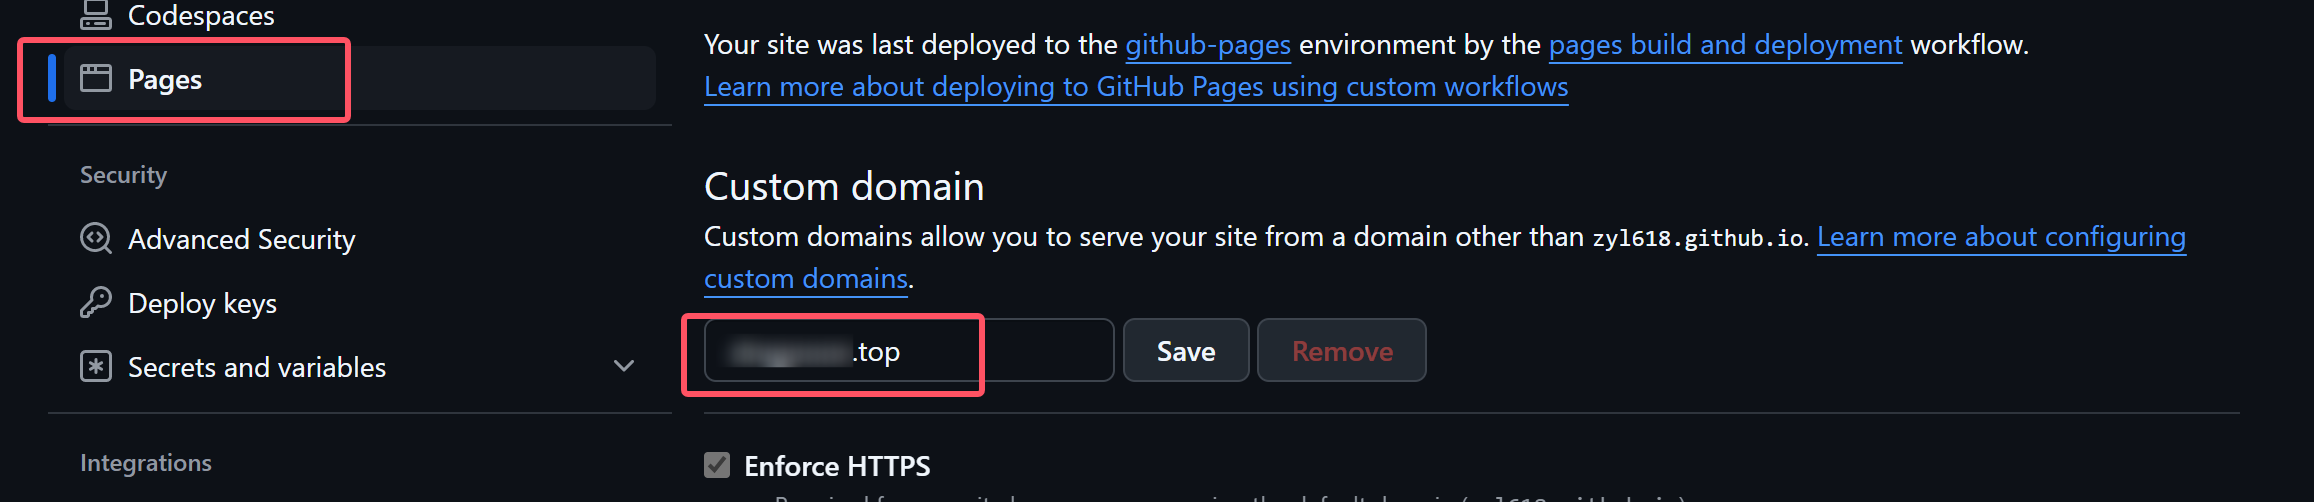 Codespaces
Pages
Security
Advanced Security
Deploy keys
Secrets and variables
Integrations
Your site was last deployed to the github-pages environment by the pages build and deployment workflow.
Learn more about deploying to GitHub Pages using custom workflows
Custom domain
Custom domains allow you to serve your site from a domain other than zyl618.github.io. Learn more about configuring
custom domains.
.top
Save
Remove
Enforce HTTPS